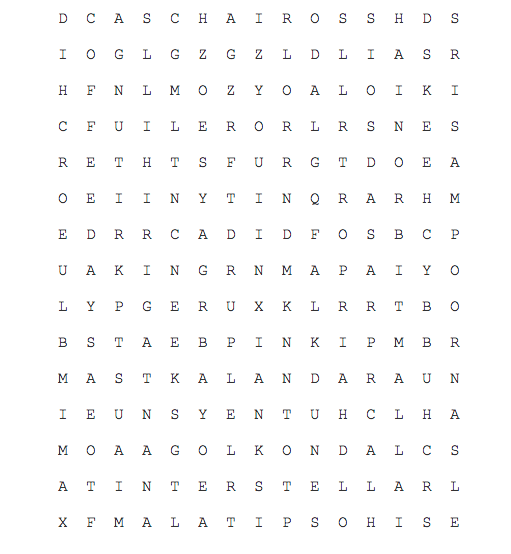 D C A S C H A I R O S S H D S
I O G L G Z G Z L D L I A S R
H F N L M O Z Y O A L O I K I
C F U I L E R O R L R S N E S
R E T H T S F U R G T D O E A
O E I I N Y T I N Q R A R H M
E D R R C A D I D F O S B C P
U A K I N G R N M A P A I Y O
L Y P G E R U X K L R R T B O
B S T A E B P I N K I P M B R
M A S T K A L A N D A R A U N
I E U N S Y E N T U H C L H A
M O A A G O L K O N D A L C S
A T I N T E R S T E L L A R L
X F M A L A T I P S O H I S E